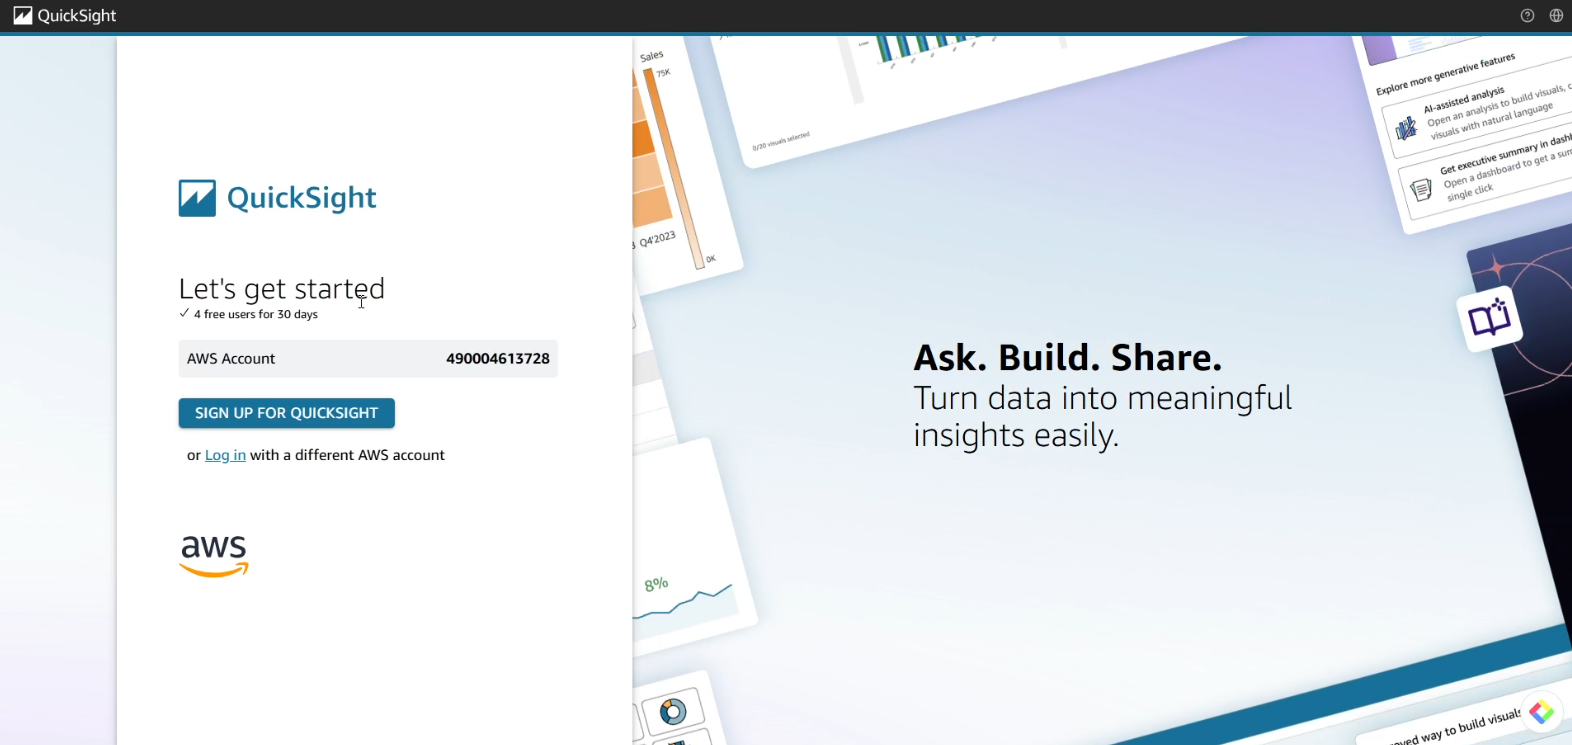 QuickSight
QuickSight
Let's get started
✓ 4 free users for 30 days
AWS Account 490004613728
SIGN UP FOR QUICKSIGHT
or Log in with a different AWS account
aws
Sales
75K
Q4'2023
0K
0/20 visuals selected
8%
Explore more generative features
AI-assisted analysis
Open an analysis to build visuals,
visuals with natural language
Get executive summary in
Open a dashboard to get a
single click
Ask. Build. Share.
Turn data into meaningful
insights easily.
way to build visuals